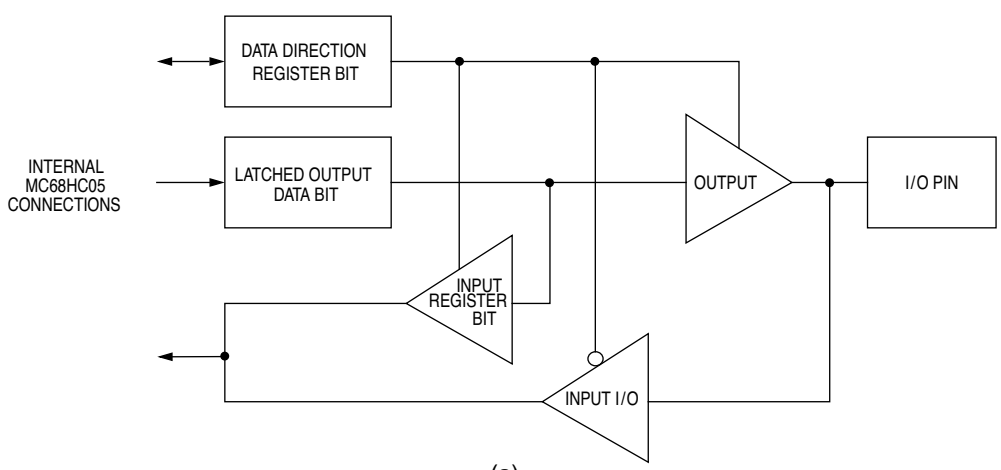 DATA DIRECTION
REGISTER BIT
INTERNAL
MC68HC05
CONNECTIONS
LATCHED OUTPUT
DATA BIT
OUTPUT
I/O PIN
INPUT
REGISTER
BIT
INPUT I/O